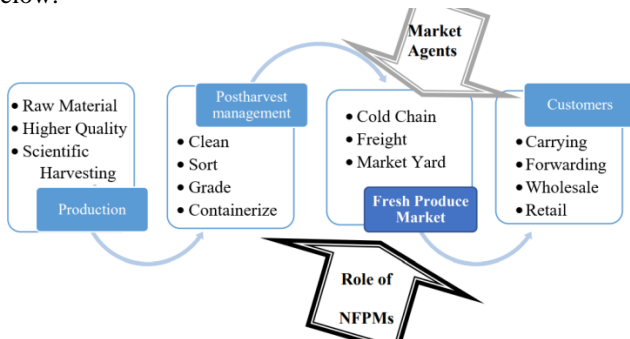 elow:
Market
Agents
• Raw Material
• Higher Quality
• Scientific
Harvesting
Production
Postharvest
management
• Clean
• Sort
• Grade
• Containerize
• Cold Chain
• Freight
• Market Yard
Fresh Produce
Market
Customers
• Carrying
• Forwarding
• Wholesale
• Retail
Role of
NFPMs